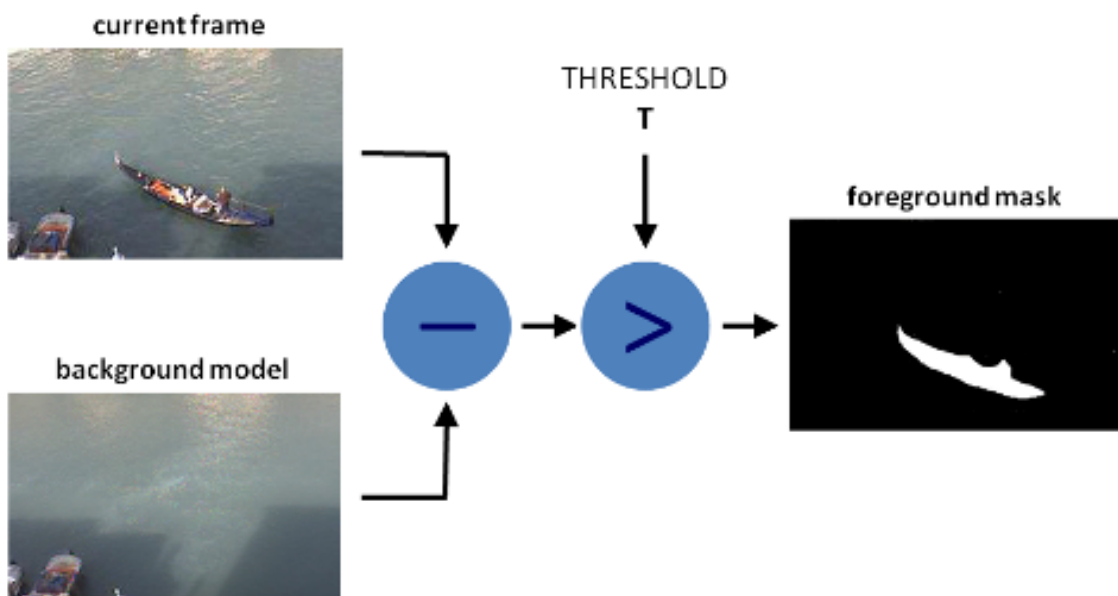 current frame
THRESHOLD
T
foreground mask
background model